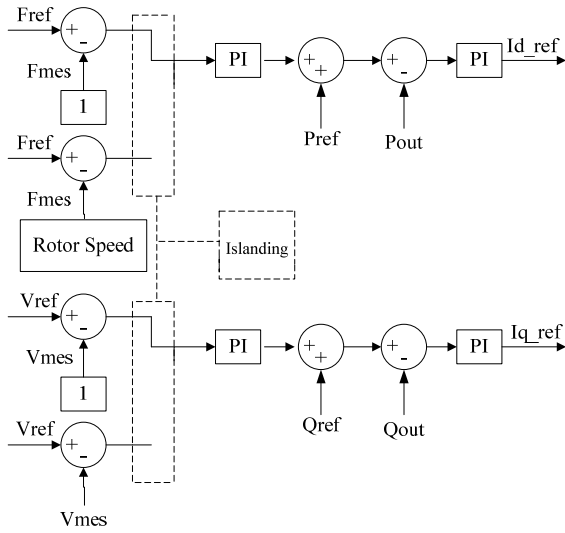 Fref
+
-
Fmes
1
PI
+
+
Pref
+
-
Pout
PI
Id_ref
Fref
+
-
Fmes
Rotor Speed
Islanding
Vref
+
-
Vmes
1
PI
+
+
Qref
+
-
Qout
PI
Iq_ref
Vref
+
-
Vmes